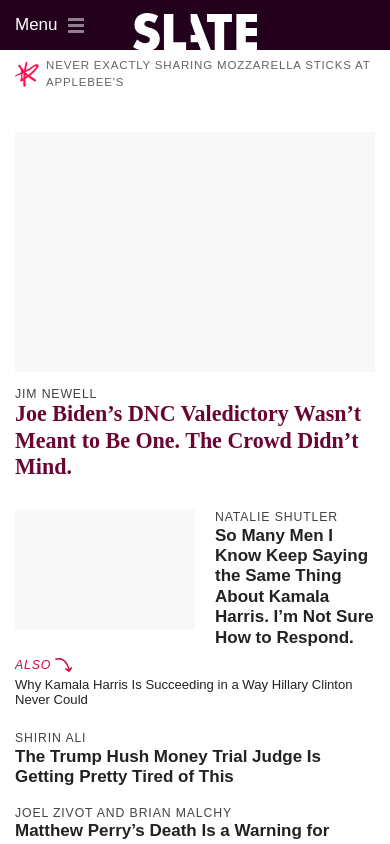 Menu
SLATE
NEVER EXACTLY SHARING MOZZARELLA STICKS AT
APPLEBEE'S
JIM NEWELL
Joe Biden’s DNC Valedictory Wasn’t
Meant to Be One. The Crowd Didn’t
Mind.
NATALIE SHUTLER
So Many Men I
Know Keep Saying
the Same Thing
About Kamala
Harris. I’m Not Sure
How to Respond.
ALSO
Why Kamala Harris Is Succeeding in a Way Hillary Clinton
Never Could
SHIRIN ALI
The Trump Hush Money Trial Judge Is
Getting Pretty Tired of This
JOEL ZIVOT AND BRIAN MALCHY
Matthew Perry’s Death Is a Warning for